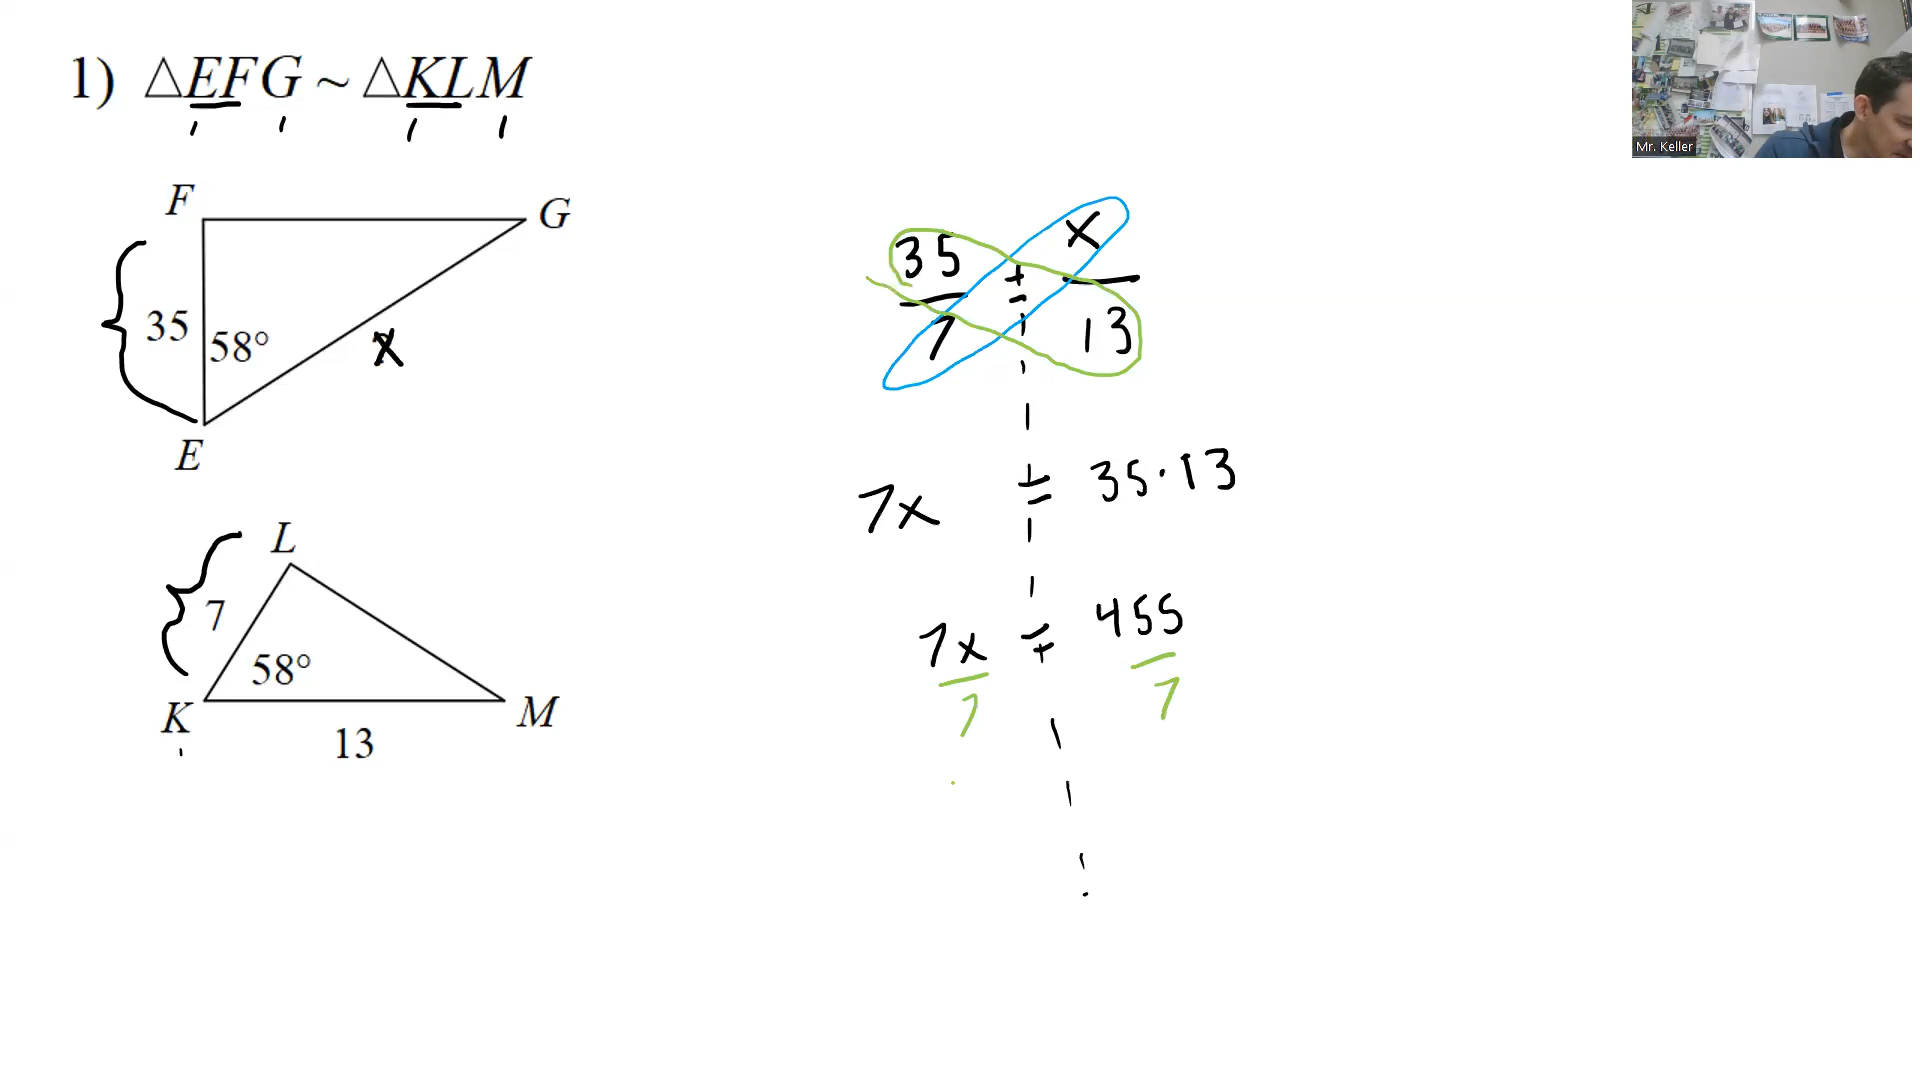 1) △EFG ~ △KLM
F
G
35
58°
x
E
L
7
58°
K
M
13
35/7 = x/13
7x = 35·13
7x = 455
7 7
Mr. Keller